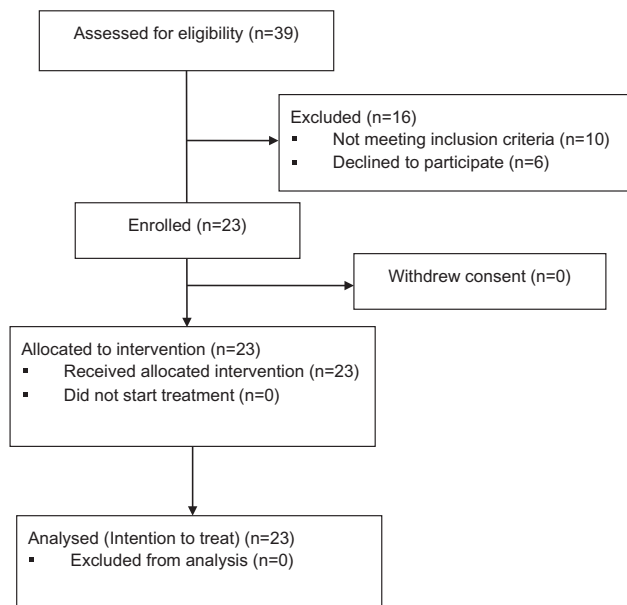 Assessed for eligibility (n=39)
Excluded (n=16)
▪ Not meeting inclusion criteria (n=10)
▪ Declined to participate (n=6)
Enrolled (n=23)
Withdrew consent (n=0)
Allocated to intervention (n=23)
▪ Received allocated intervention (n=23)
▪ Did not start treatment (n=0)
Analysed (Intention to treat) (n=23)
▪ Excluded from analysis (n=0)